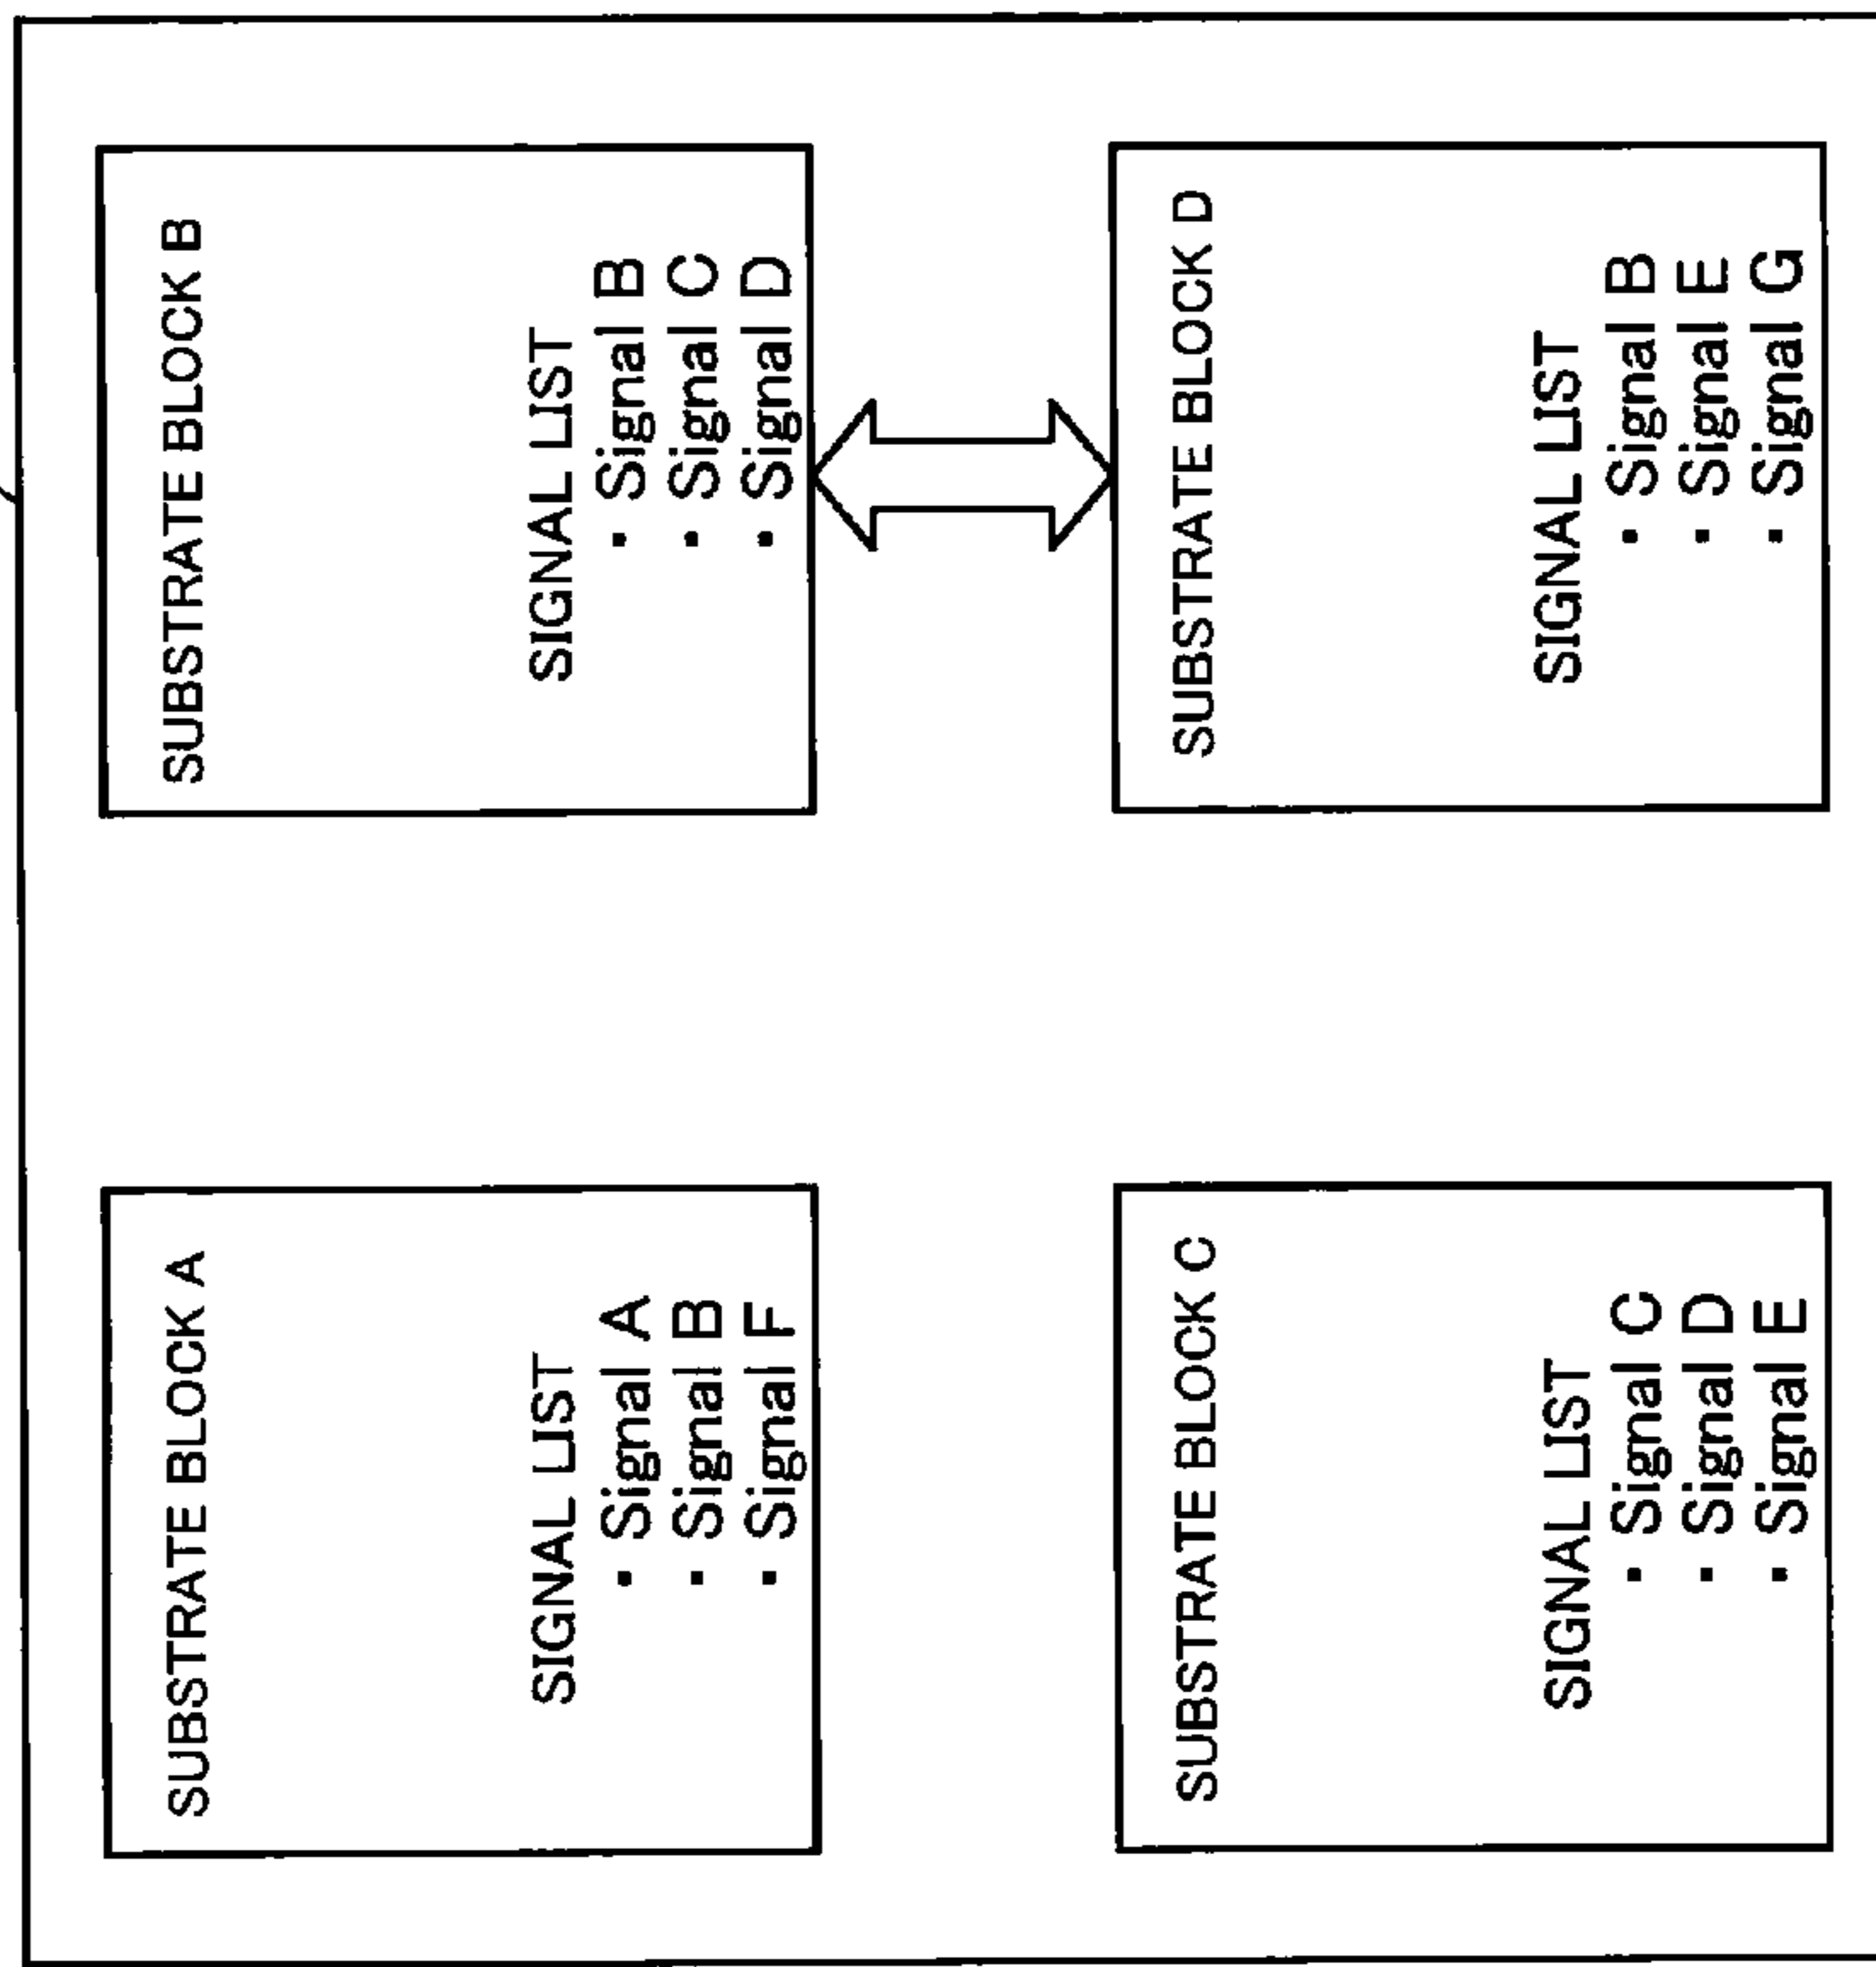 SUBSTRATE BLOCK A
SIGNAL LIST
· Signal A
· Signal B
· Signal F
SUBSTRATE BLOCK B
SIGNAL LIST
· Signal B
· Signal C
· Signal D
SUBSTRATE BLOCK C
SIGNAL LIST
· Signal C
· Signal D
· Signal E
SUBSTRATE BLOCK D
SIGNAL LIST
· Signal B
· Signal E
· Signal G